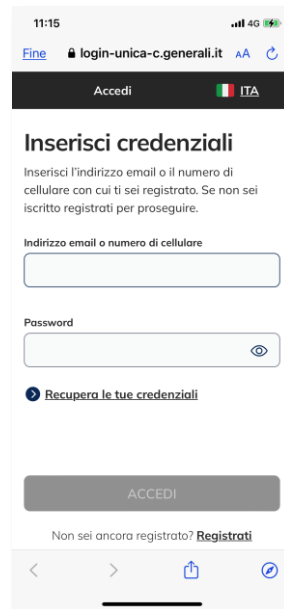 11:15
4G
Fine
login-unica-c.generali.it
AA
Accedi
ITA
Inserisci credenziali
Inserisci l'indirizzo email o il numero di
cellulare con cui ti sei registrato. Se non sei
iscritto registrati per proseguire.
Indirizzo email o numero di cellulare
Password
Recupera le tue credenziali
ACCEDI
Non sei ancora registrato? Registrati